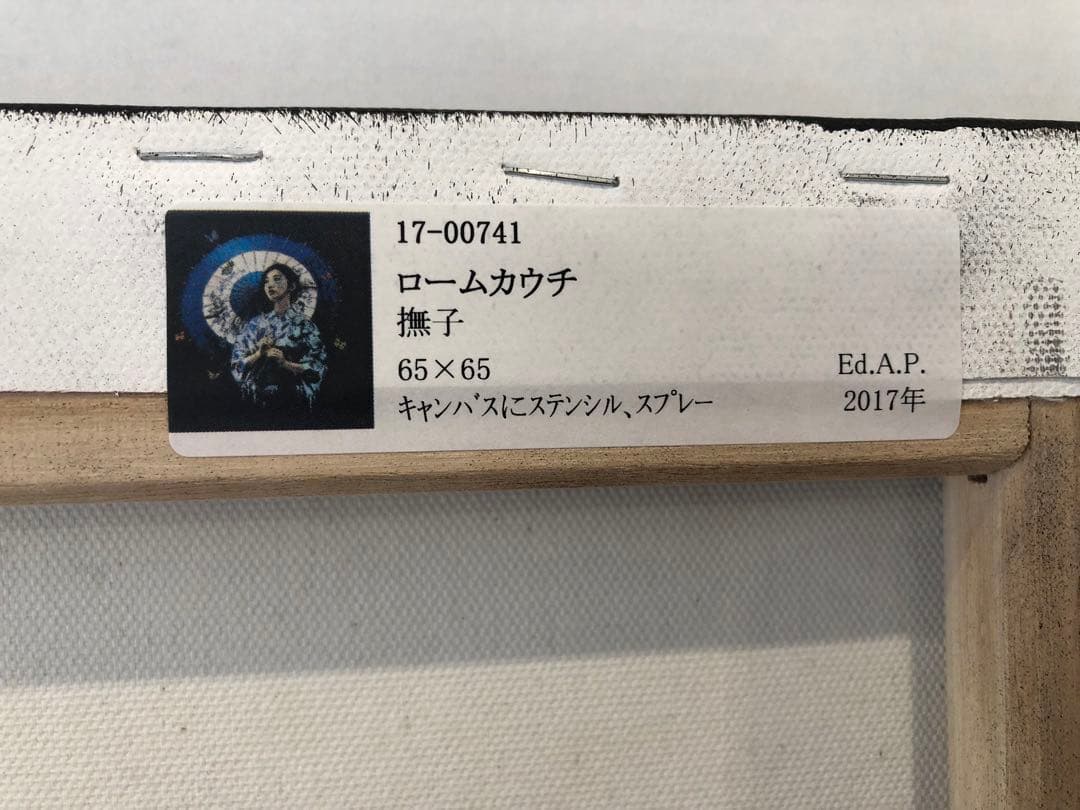 17-00741
ロームカウチ
撫子
65×65
ｷｬﾝﾊﾞｽにｽﾃﾝｼﾙ、ｽﾌﾟﾚｰ
Ed.A.P.
2017年